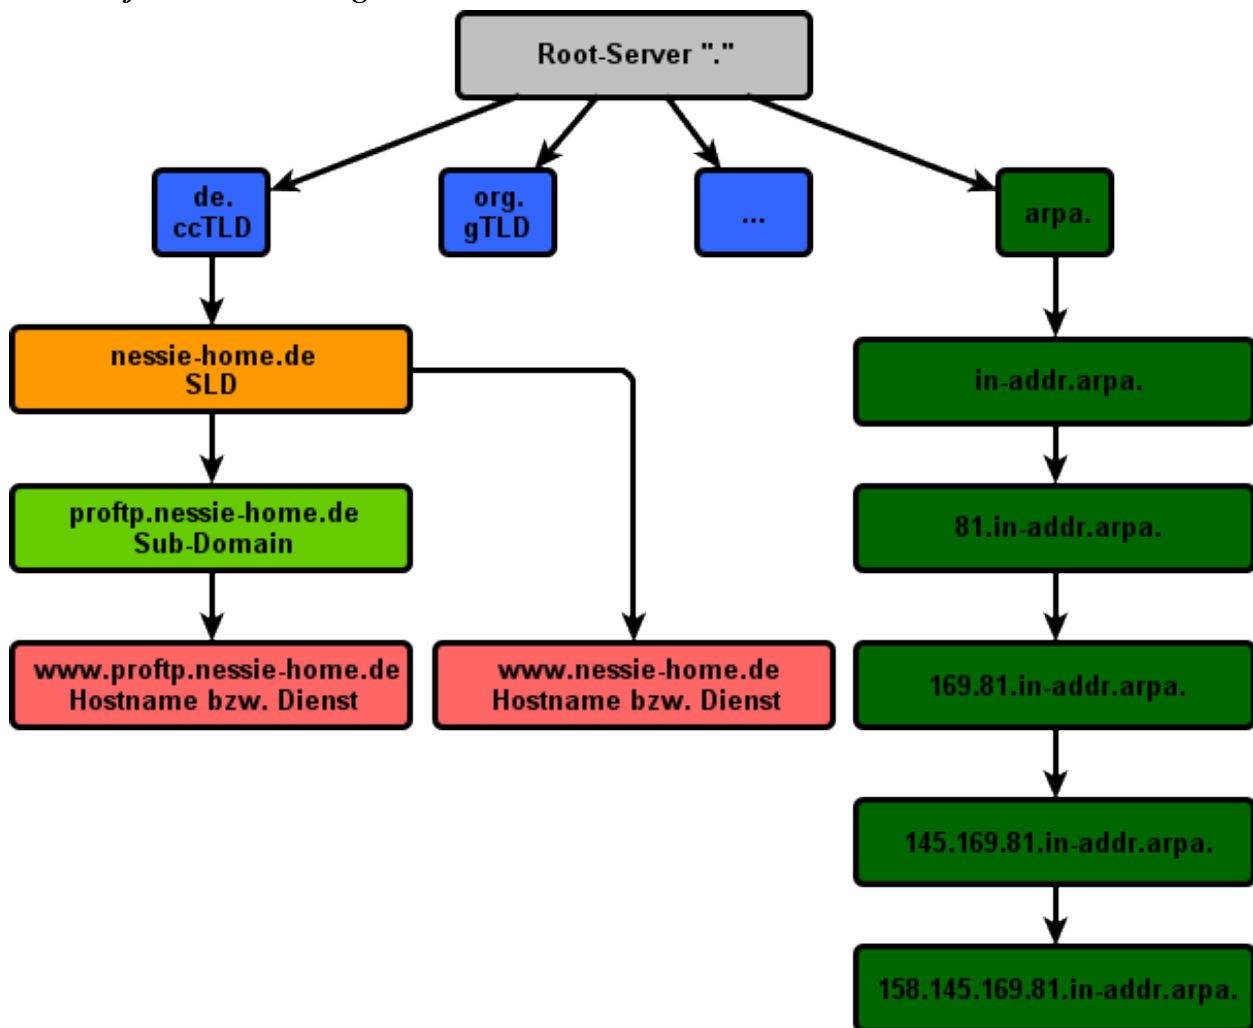 Root-Server "."
de.
ccTLD
org.
gTLD
...
arpa.
nessie-home.de
SLD
in-addr.arpa.
proftp.nessie-home.de
Sub-Domain
81.in-addr.arpa.
www.proftp.nessie-home.de
Hostname bzw. Dienst
www.nessie-home.de
Hostname bzw. Dienst
169.81.in-addr.arpa.
145.169.81.in-addr.arpa.
158.145.169.81.in-addr.arpa.